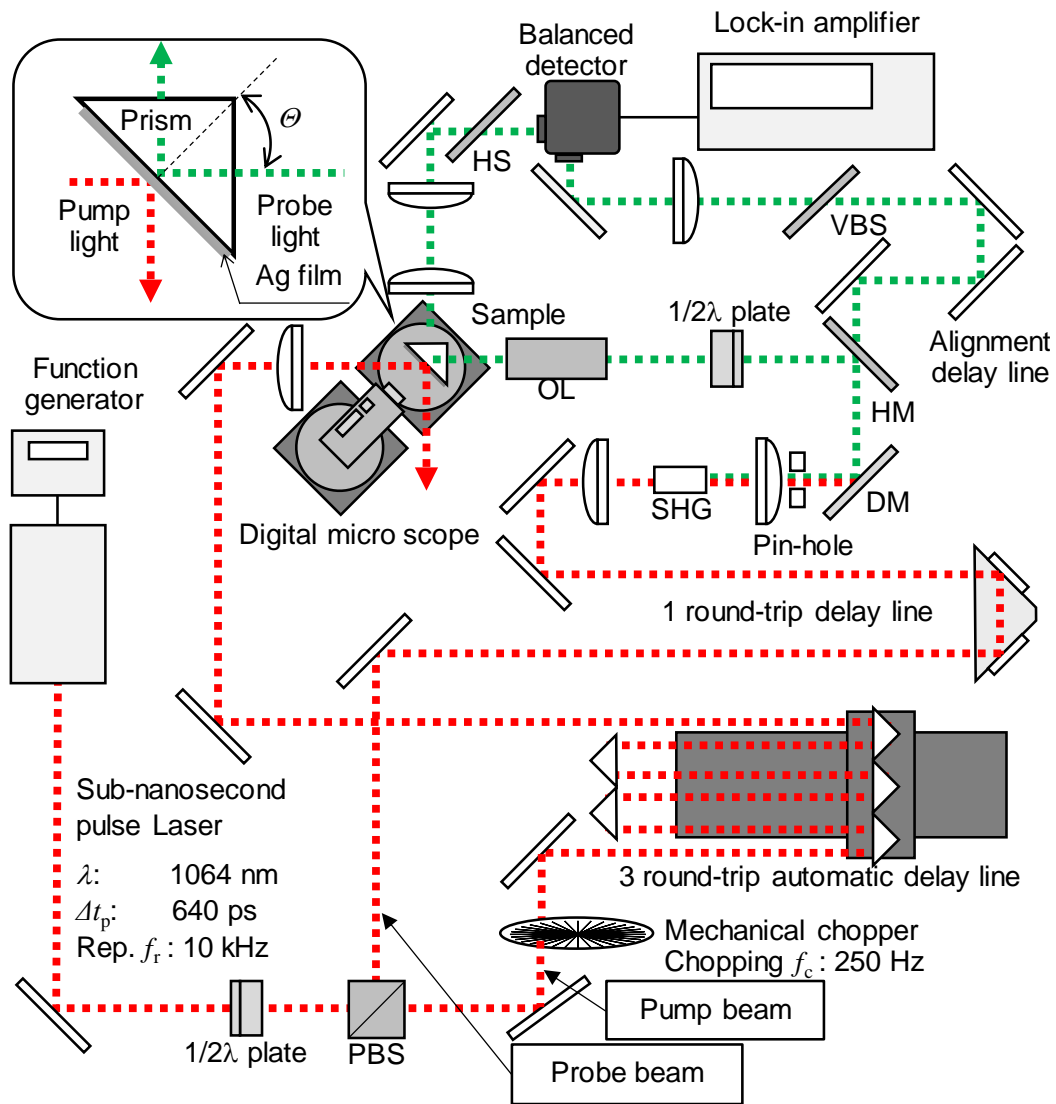 Lock-in amplifier
Balanced
detector
Prism
Θ
HS
Pump
light
Probe
light
VBS
Ag film
Sample
1/2λ plate
Alignment
delay line
Function
generator
OL
HM
SHG
DM
Digital micro scope
Pin-hole
1 round-trip delay line
Sub-nanosecond
pulse Laser
λ: 1064 nm
Δtp: 640 ps
Rep. fr : 10 kHz
3 round-trip automatic delay line
Mechanical chopper
Chopping fc : 250 Hz
Pump beam
1/2λ plate
PBS
Probe beam